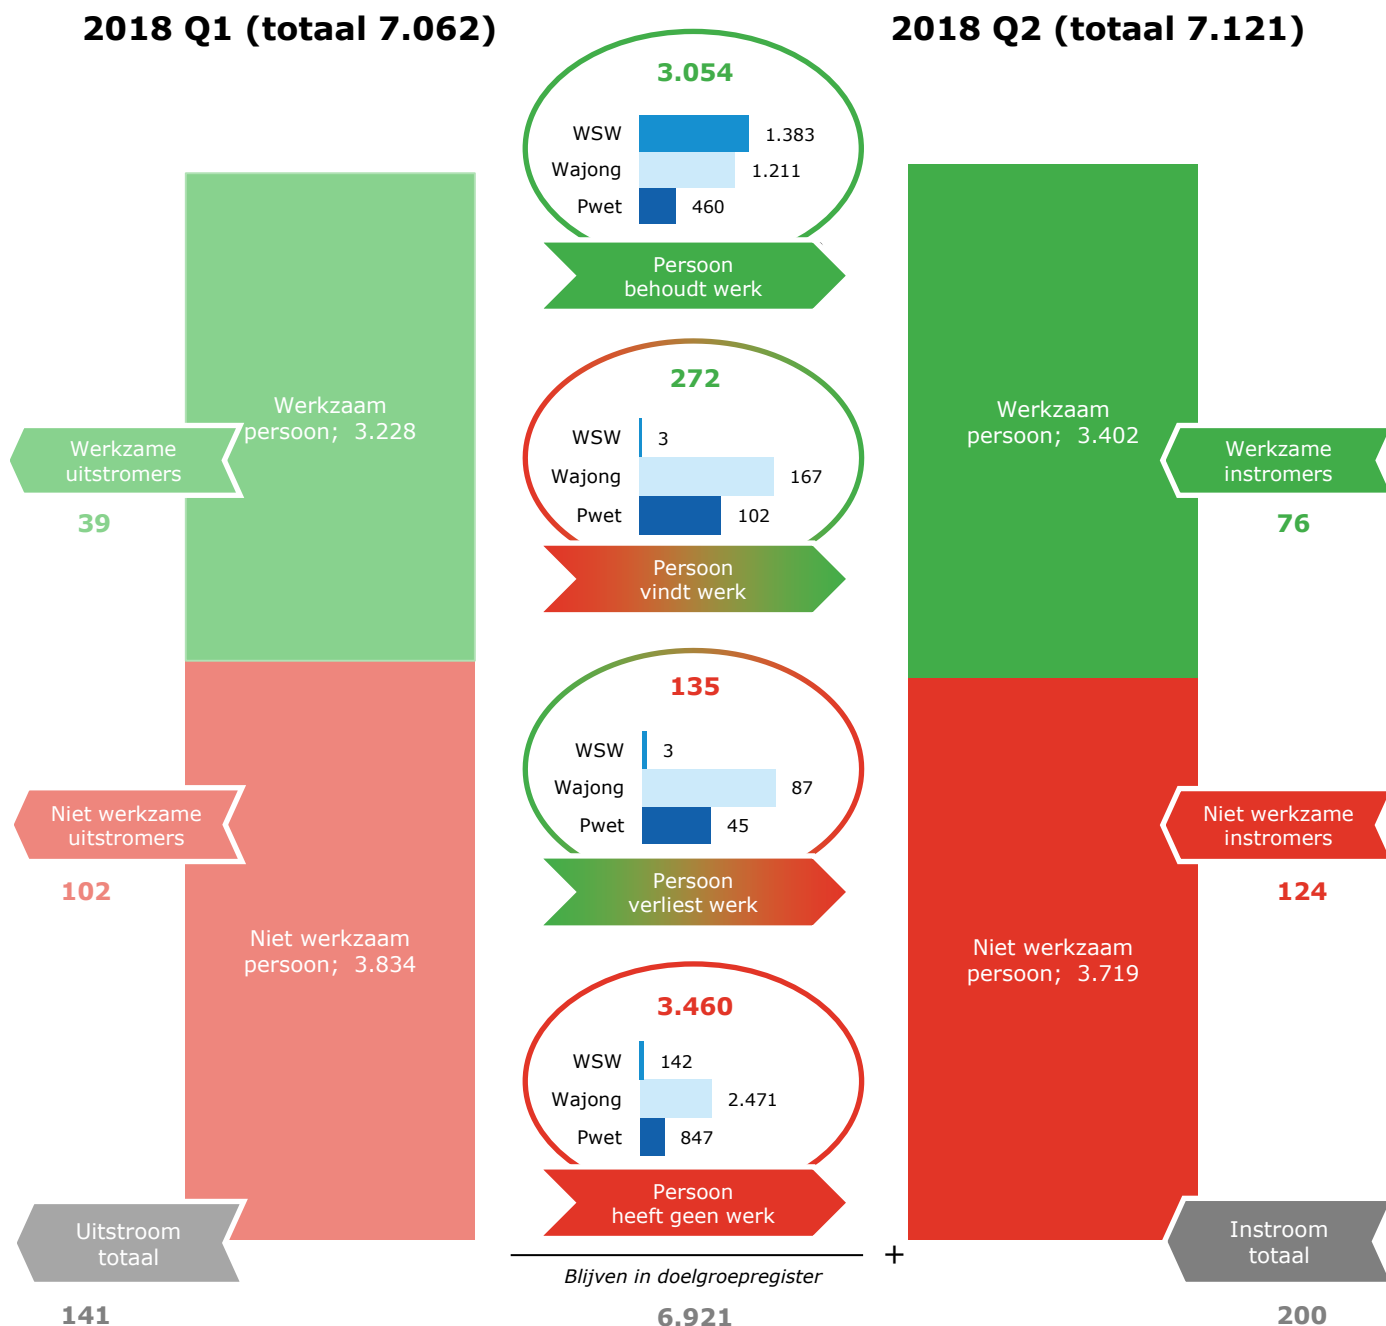 2018 Q1 (totaal 7.062)
2018 Q2 (totaal 7.121)
3.054
WSW 1.383
Wajong 1.211
Pwet 460
Persoon
behoudt werk
272
WSW 3
Wajong 167
Pwet 102
Persoon
vindt werk
135
WSW 3
Wajong 87
Pwet 45
Persoon
verliest werk
3.460
WSW 142
Wajong 2.471
Pwet 847
Persoon
heeft geen werk
+
Blijven in doelgroepregister
6.921
Werkzaam
persoon; 3.228
Werkzame
uitstromers
39
Niet werkzame
uitstromers
102
Niet werkzaam
persoon; 3.834
Uitstroom
totaal
141
Werkzaam
persoon; 3.402
Werkzame
instromers
76
Niet werkzame
instromers
124
Niet werkzaam
persoon; 3.719
Instroom
totaal
200